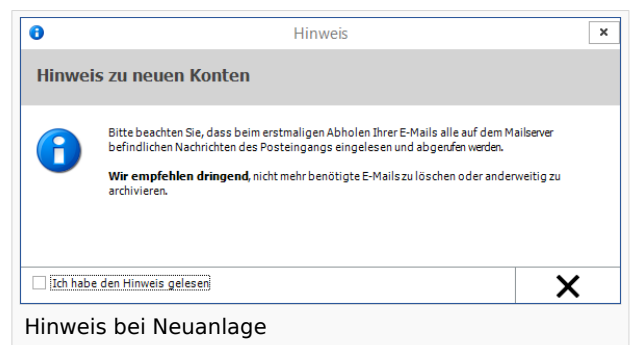 Hinweis
Hinweis zu neuen Konten
Bitte beachten Sie, dass beim erstmaligen Abholen Ihrer E-Mails alle auf dem Mailserver
befindlichen Nachrichten des Posteingangs eingelesen und abgerufen werden.
Wir empfehlen dringend, nicht mehr benötigte E-Mails zu löschen oder anderweitig zu
archivieren.
Ich habe den Hinweis gelesen
Hinweis bei Neuanlage